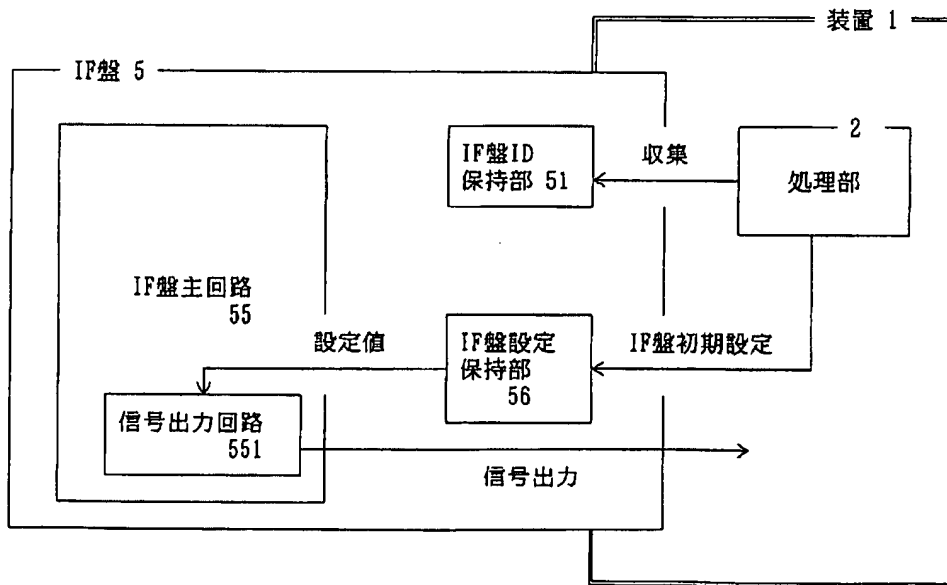 装置 1
IF盤 5
2
IF盤ID
保持部 51
収集
処理部
IF盤主回路
55
設定値
IF盤設定
保持部
56
IF盤初期設定
信号出力回路
551
信号出力